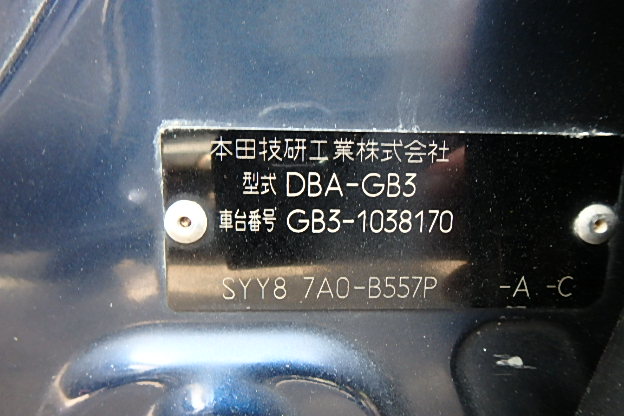 本田技研工業株式会社
型式 DBA-GB3
車台番号 GB3-1038170
SYY8 7A0-B557P -A -C